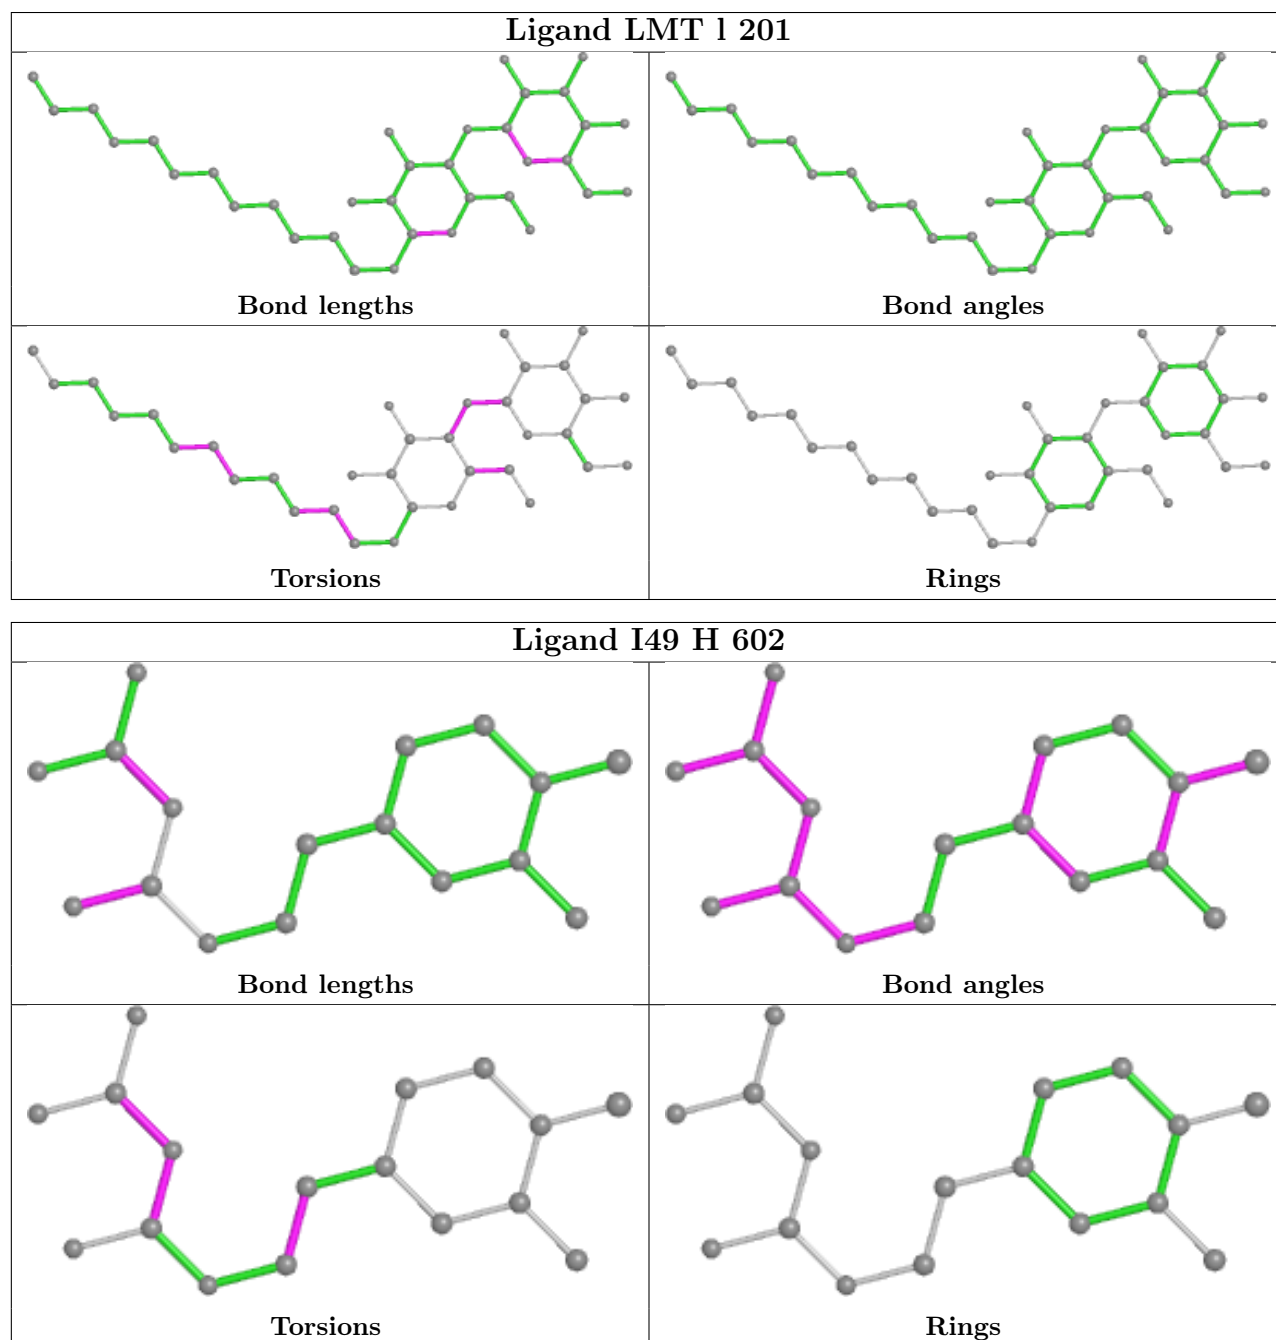 Ligand LMT l 201
Bond lengths
Bond angles
Torsions
Rings
Ligand I49 H 602
Bond lengths
Bond angles
Torsions
Rings